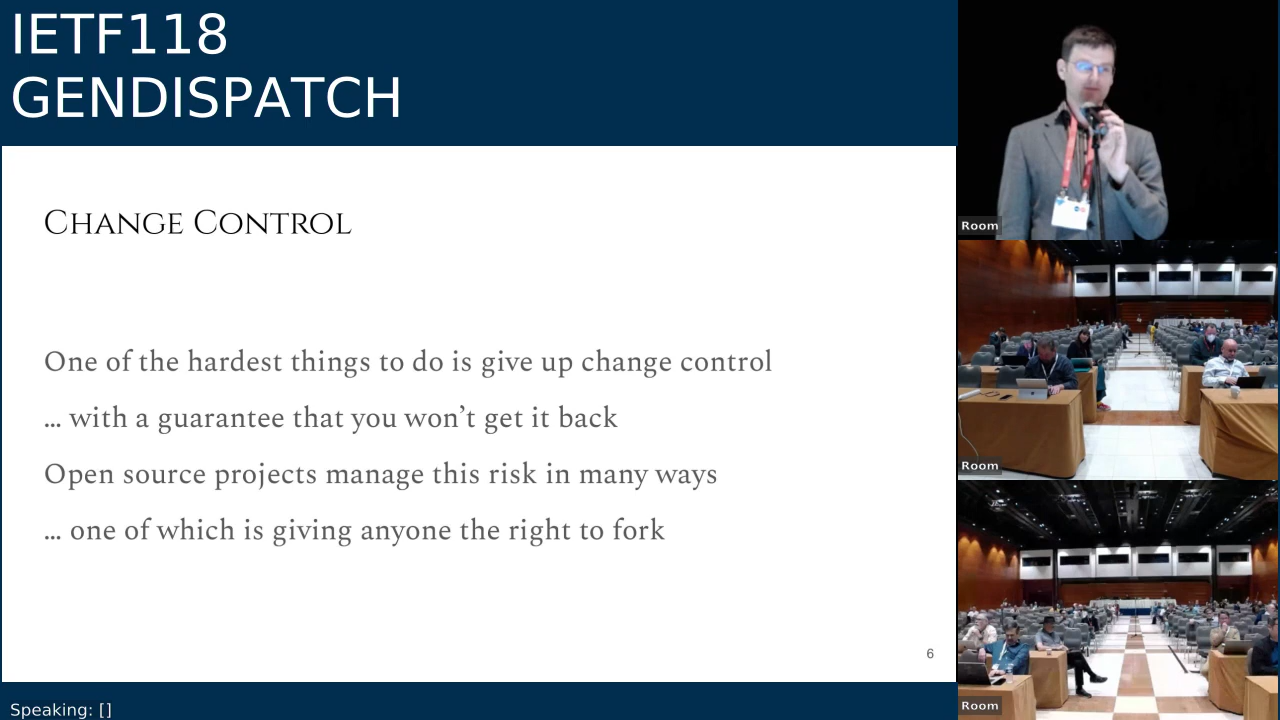 IETF118
GENDISPATCH
Change Control
One of the hardest things to do is give up change control
... with a guarantee that you won’t get it back
Open source projects manage this risk in many ways
... one of which is giving anyone the right to fork
6
Speaking: []
Room
Room
Room